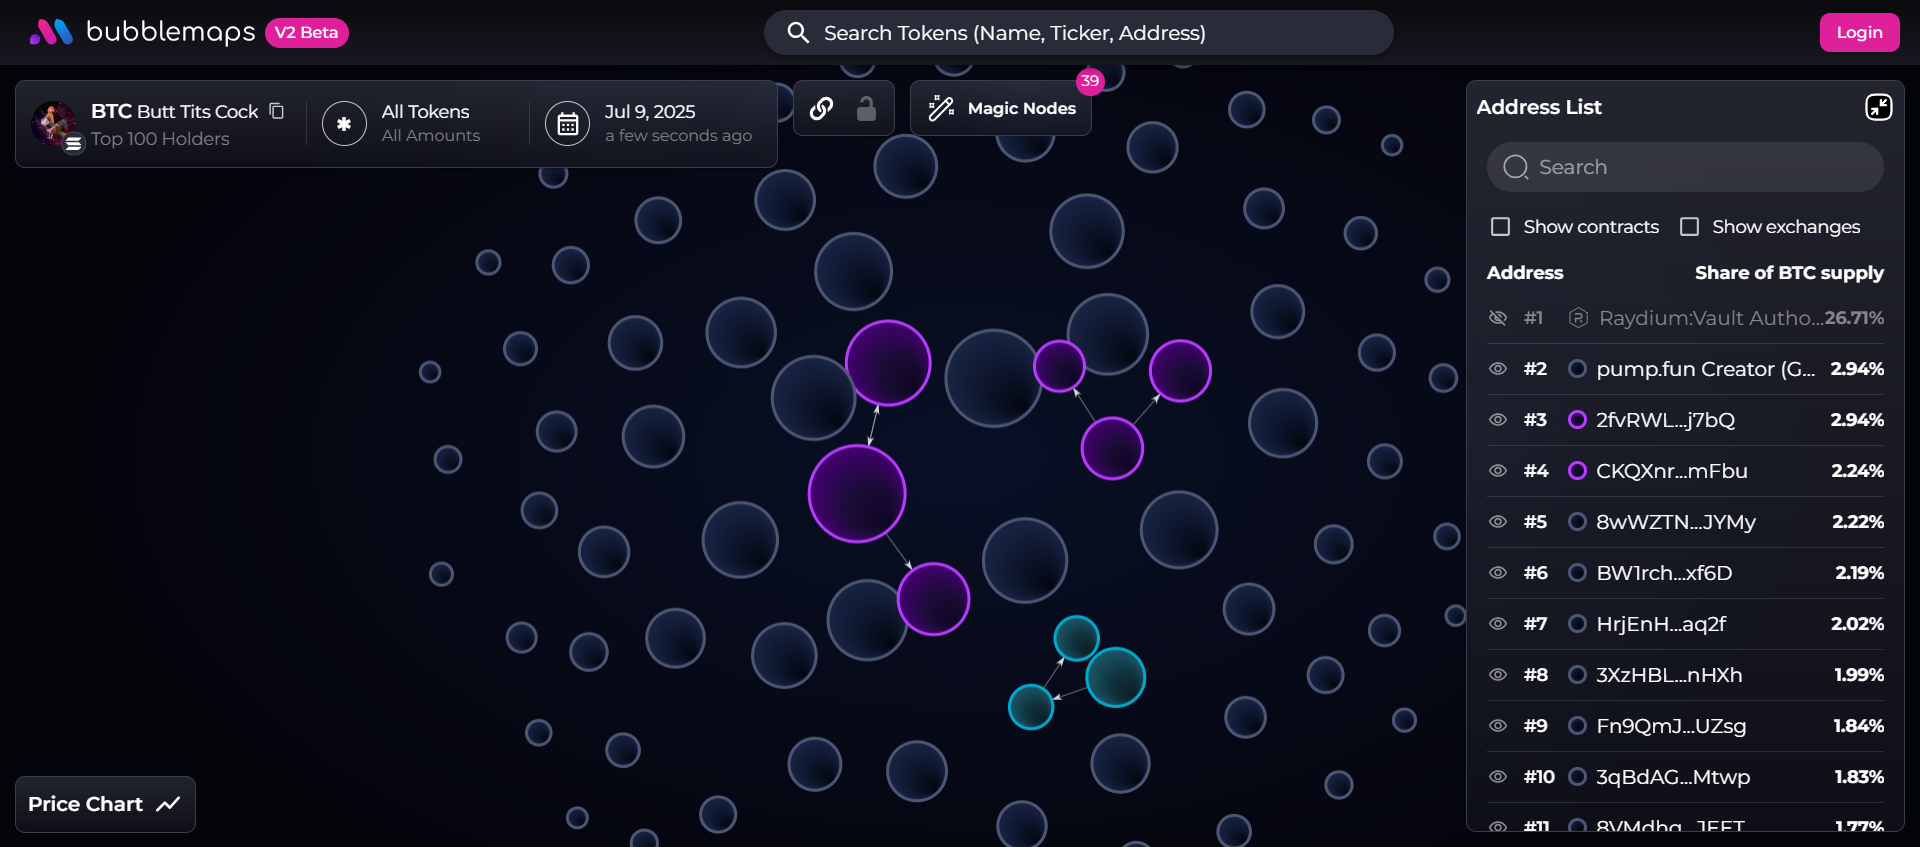 bubblemaps V2 Beta
Search Tokens (Name, Ticker, Address)
Login
BTC Butt Tits Cock
Top 100 Holders
All Tokens
All Amounts
Jul 9, 2025
a few seconds ago
Magic Nodes
39
Address List
Search
Show contracts
Show exchanges
Address Share of BTC supply
#1 Raydium:Vault Autho... 26.71%
#2 pump.fun Creator (G... 2.94%
#3 2fvRWL...j7bQ 2.94%
#4 CKQXnr...mFbu 2.24%
#5 8wWZTN...JYMy 2.22%
#6 BW1rch...xf6D 2.19%
#7 HrjEnH...aq2f 2.02%
#8 3XzHBL...nHXh 1.99%
#9 Fn9QmJ...UZsg 1.84%
#10 3qBdAG...Mtwp 1.83%
#11 1.77%
Price Chart